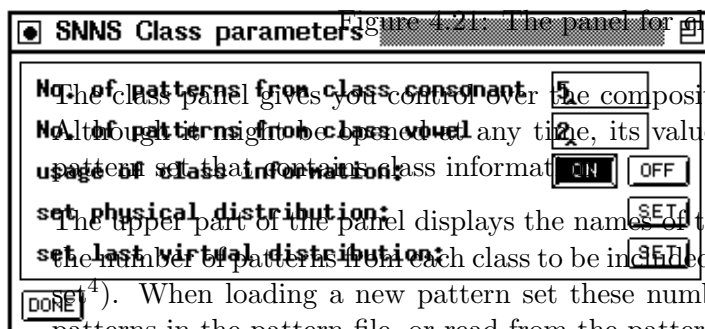 Figure 4.21: The panel for cl
SNNS Class parameters
No. of patterns from class consonant 5
The class panel gives you control over the composi
No. of patterns from class vowel 2
Although it might be opened at any time, its valu
usage of class information: ON OFF
pattern set that contains class informat
set physical distribution: SET
The upper part of the panel displays the names of t
set last virtual distribution: SET
the number of patterns from each class to be included
DONE
set4). When loading a new pattern set these numb
patterns in the pattern file, or read from the pattern